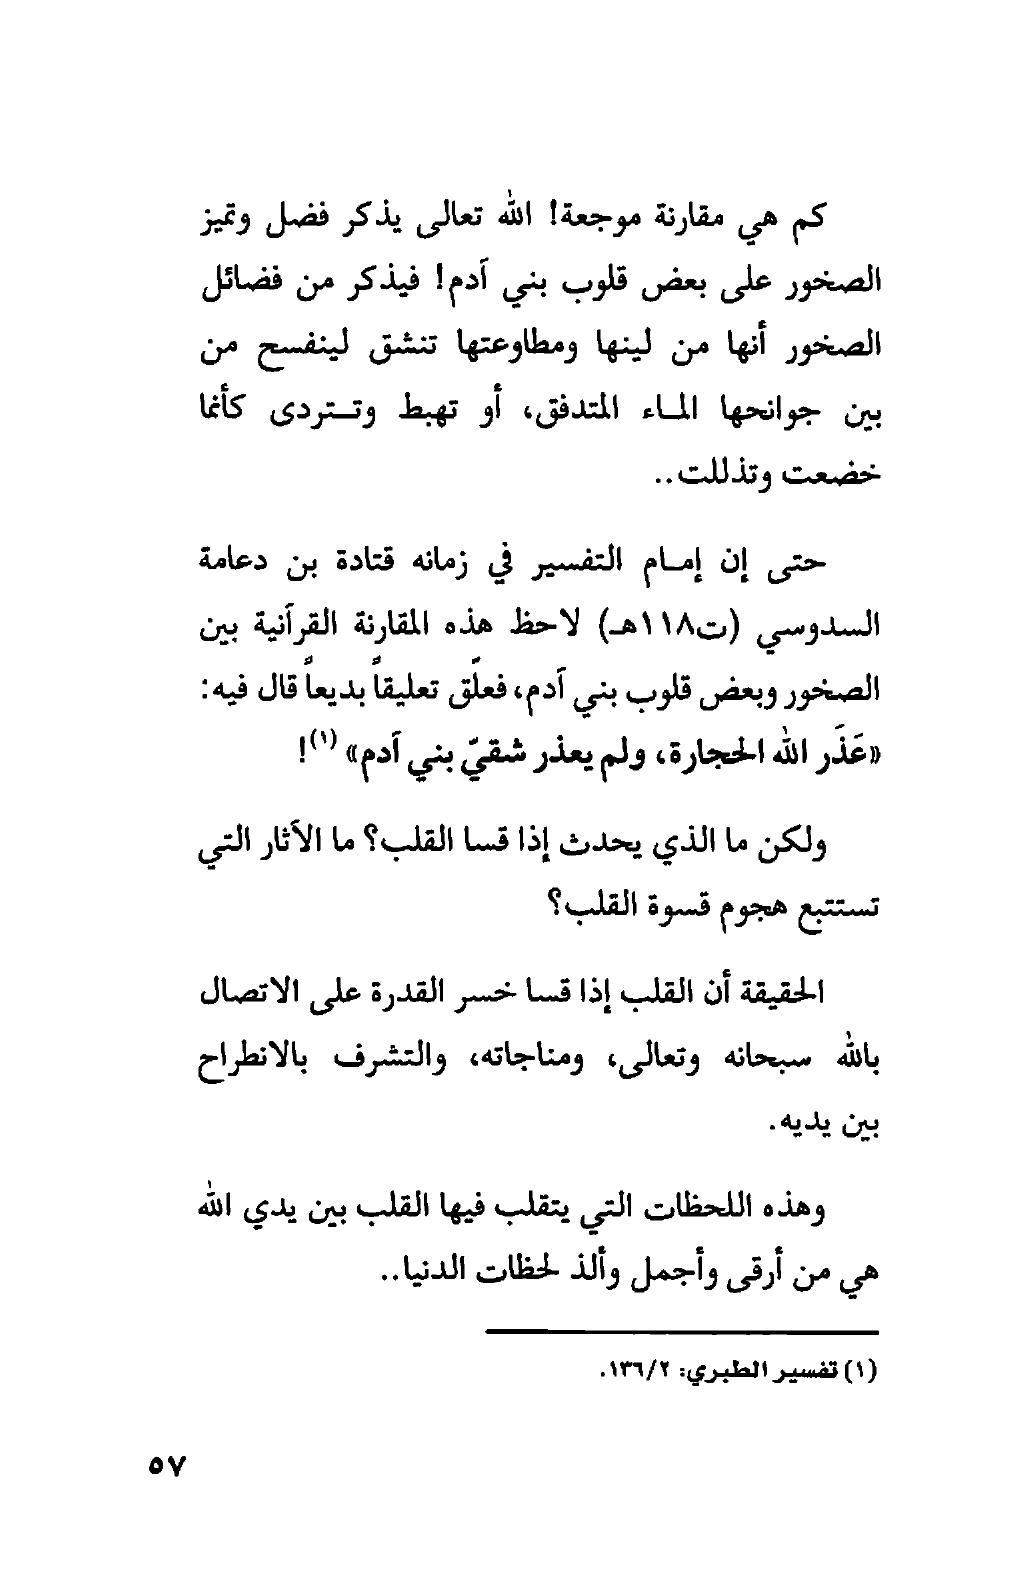 كم هي مقارنة موجعة! الله تعالى يذكر فضل وتميز
الصخور على بعض قلوب بني آدم! فيذكر من فضائل
الصخور أنها من لينها ومطاوعتها تنشق لينفسح من
بين جوانحها الماء المتدفق، أو تهبط وتتردى كأنما
خضعت وتذللت..
حتى إن إمام التفسير في زمانه قتادة بن دعامة
السدوسي (ت١١٨هـ) لاحظ هذه المقارنة القرآنية بين
الصخور وبعض قلوب بني آدم، فعلّق تعليقاً بديعاً قال فيه:
«عَذَر الله الحجارة، ولم يعذر شقيّ بني آدم» (١)!
ولكن ما الذي يحدث إذا قسا القلب؟ ما الآثار التي
تستتبع هجوم قسوة القلب؟
الحقيقة أن القلب إذا قسا خسر القدرة على الاتصال
بالله سبحانه وتعالى، ومناجاته، والتشرف بالانطراح
بين يديه.
وهذه اللحظات التي يتقلب فيها القلب بين يدي الله
هي من أرقى وأجمل وألذ لحظات الدنيا..
(١) تفسير الطبري: ١٣٦/٢.
٥٧